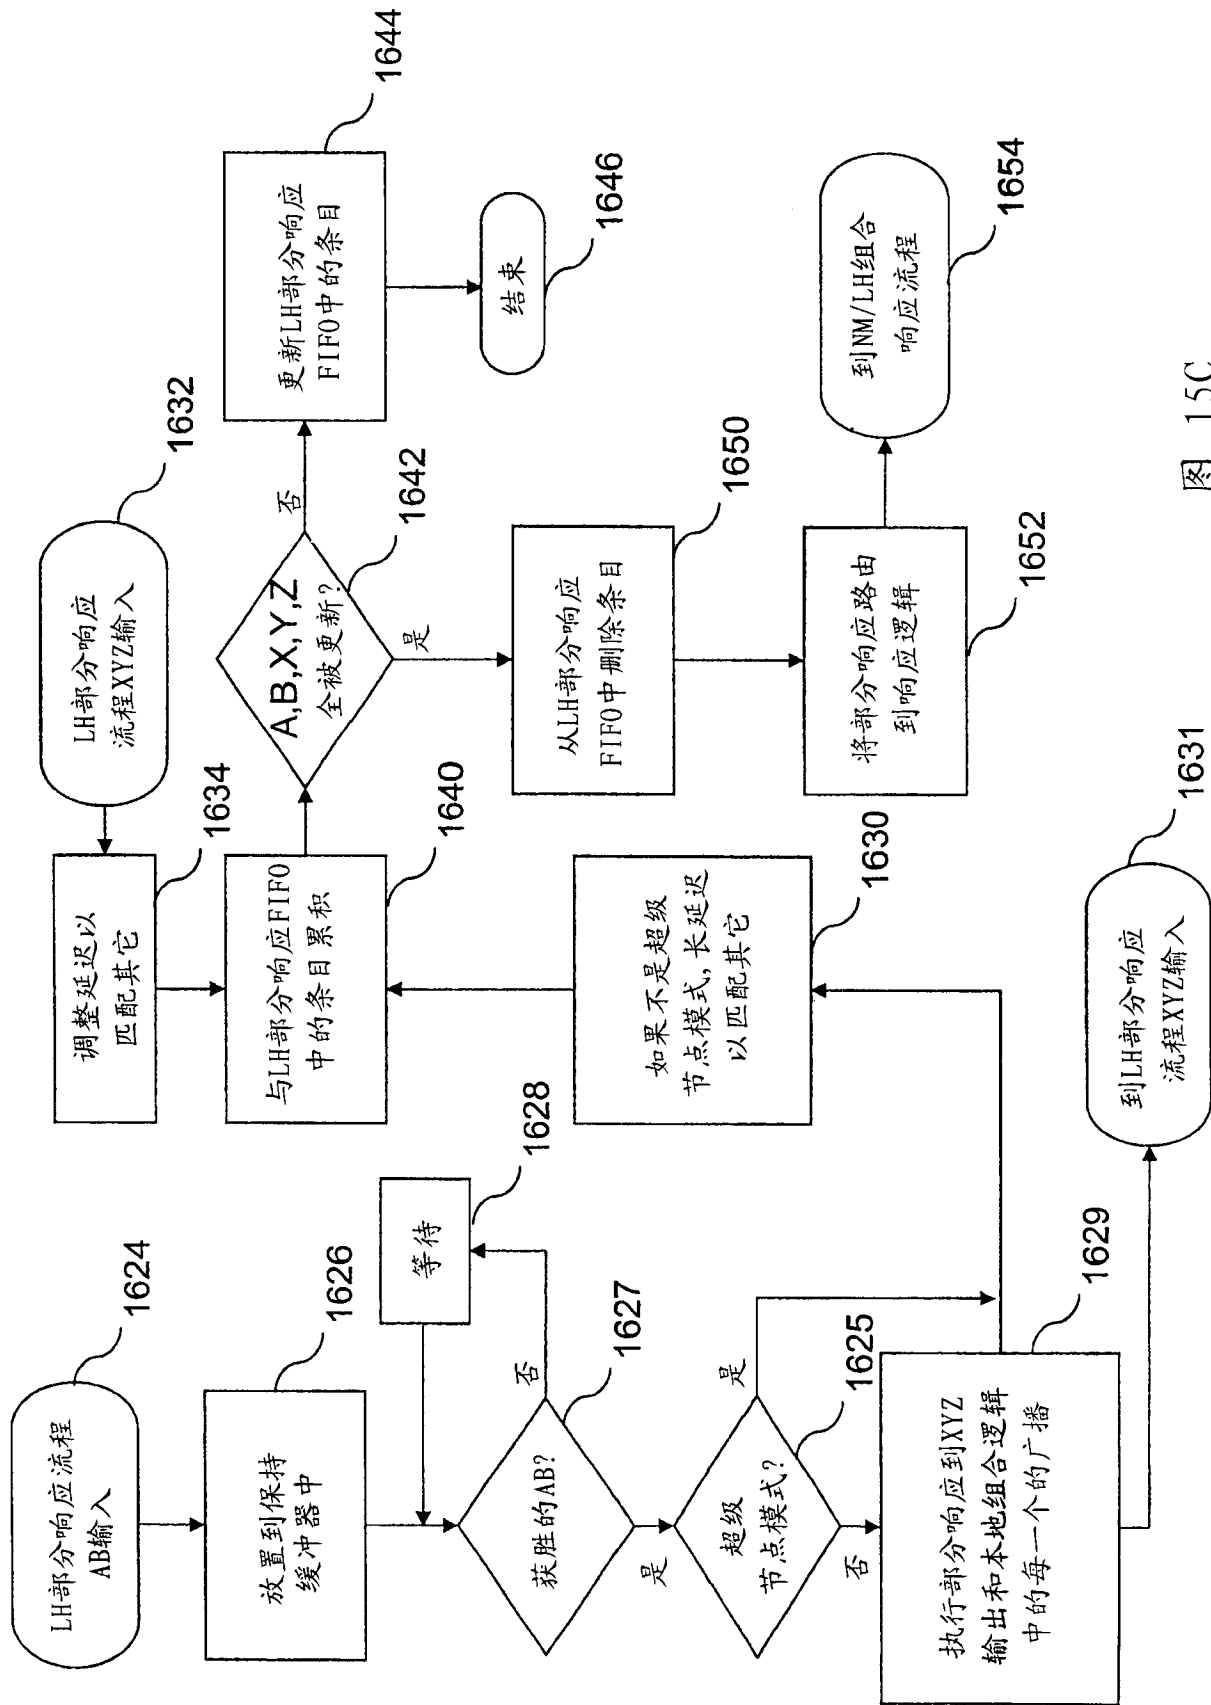 LH部分响应流程
AB输入
1624
放置到保持
缓冲器中
1626
等待
1628
获胜的AB?
1627
否
是
超级
节点模式?
1625
是
否
执行部分响应到XYZ
输出和本地组合逻辑
中的每一个的广播
1629
到LH部分响应
流程XYZ输入
1631
如果不是超级
节点模式,长延迟
以匹配其它
1630
LH部分响应
流程XYZ输入
1632
调整延迟以
匹配其它
1634
与LH部分响应FIFO
中的条目累积
1640
A,B,X,Y,Z
全被更新?
1642
否
是
更新LH部分响应
FIFO中的条目
1644
结束
1646
从LH部分响应
FIFO中删除条目
1650
将部分响应路由
到响应逻辑
1652
到NM/LH组合
响应流程
1654
图 15C